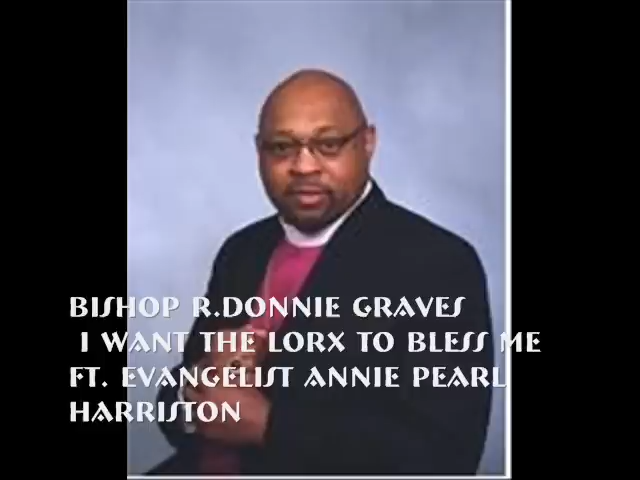 BISHOP R.DONNIE GRAVES
I WANT THE LORX TO BLESS ME
FT. EVANGELIST ANNIE PEARL
HARRISTON